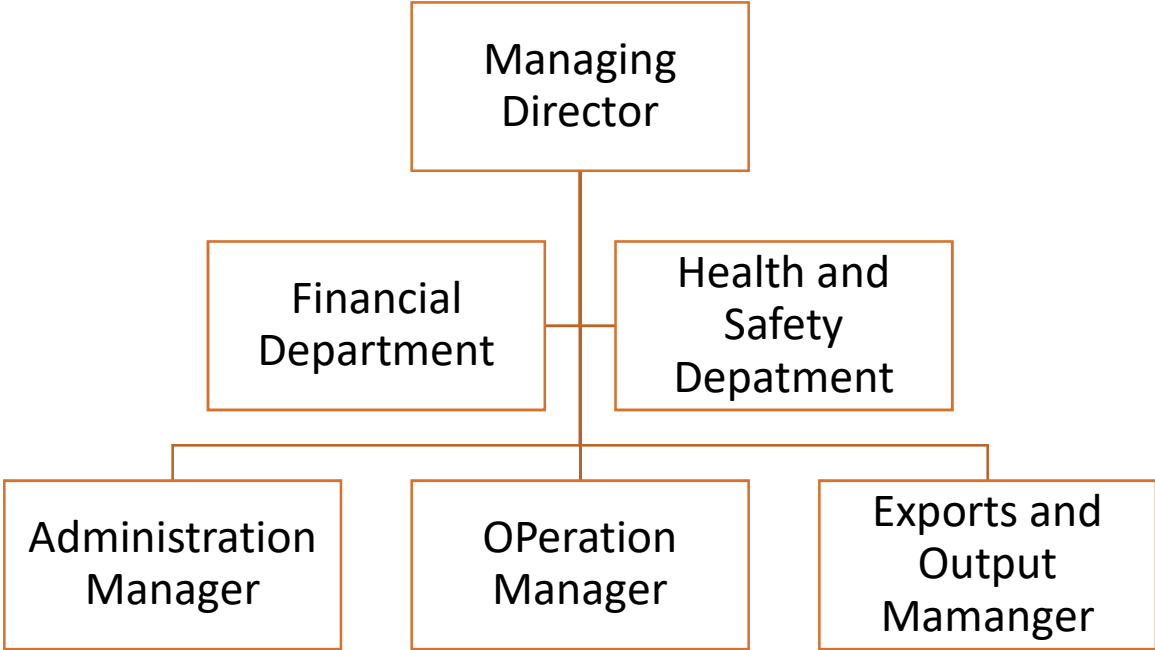 Managing
Director
Financial
Department
Health and
Safety
Depatment
Administration
Manager
OPeration
Manager
Exports and
Output
Mamanger